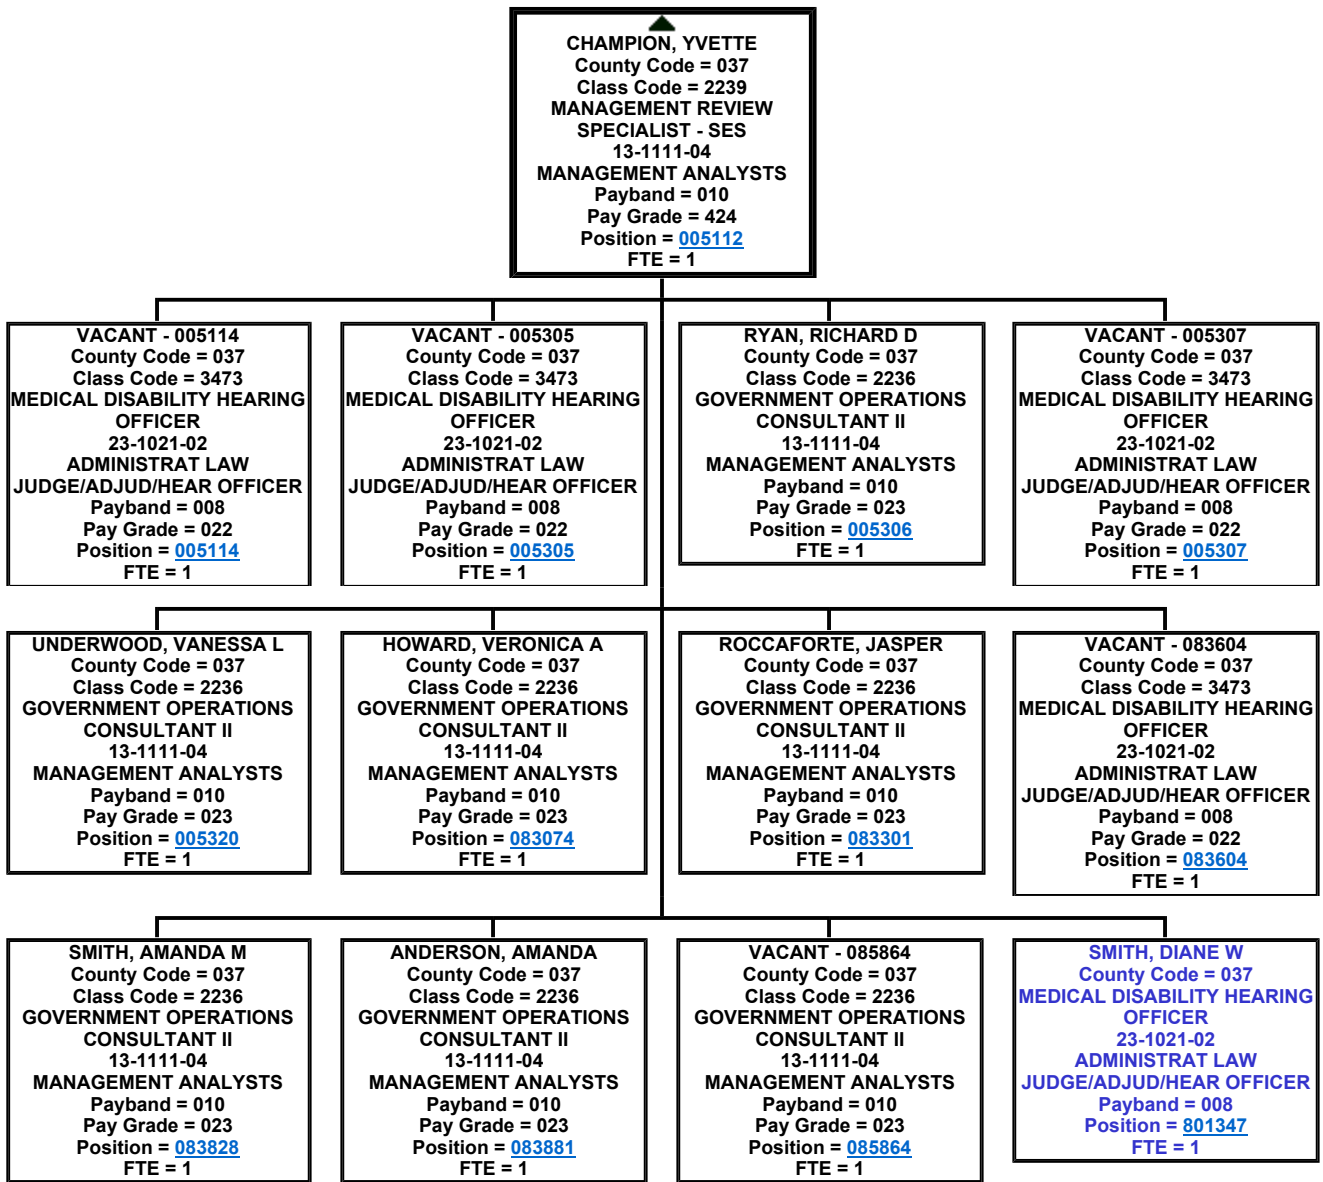 CHAMPION, YVETTE
County Code = 037
Class Code = 2239
MANAGEMENT REVIEW
SPECIALIST - SES
13-1111-04
MANAGEMENT ANALYSTS
Payband = 010
Pay Grade = 424
Position = 005112
FTE = 1
VACANT - 005114
County Code = 037
Class Code = 3473
MEDICAL DISABILITY HEARING
OFFICER
23-1021-02
ADMINISTRAT LAW
JUDGE/ADJUD/HEAR OFFICER
Payband = 008
Pay Grade = 022
Position = 005114
FTE = 1
VACANT - 005305
County Code = 037
Class Code = 3473
MEDICAL DISABILITY HEARING
OFFICER
23-1021-02
ADMINISTRAT LAW
JUDGE/ADJUD/HEAR OFFICER
Payband = 008
Pay Grade = 022
Position = 005305
FTE = 1
RYAN, RICHARD D
County Code = 037
Class Code = 2236
GOVERNMENT OPERATIONS
CONSULTANT II
13-1111-04
MANAGEMENT ANALYSTS
Payband = 010
Pay Grade = 023
Position = 005306
FTE = 1
VACANT - 005307
County Code = 037
Class Code = 3473
MEDICAL DISABILITY HEARING
OFFICER
23-1021-02
ADMINISTRAT LAW
JUDGE/ADJUD/HEAR OFFICER
Payband = 008
Pay Grade = 022
Position = 005307
FTE = 1
UNDERWOOD, VANESSA L
County Code = 037
Class Code = 2236
GOVERNMENT OPERATIONS
CONSULTANT II
13-1111-04
MANAGEMENT ANALYSTS
Payband = 010
Pay Grade = 023
Position = 005320
FTE = 1
HOWARD, VERONICA A
County Code = 037
Class Code = 2236
GOVERNMENT OPERATIONS
CONSULTANT II
13-1111-04
MANAGEMENT ANALYSTS
Payband = 010
Pay Grade = 023
Position = 083074
FTE = 1
ROCCAFORTE, JASPER
County Code = 037
Class Code = 2236
GOVERNMENT OPERATIONS
CONSULTANT II
13-1111-04
MANAGEMENT ANALYSTS
Payband = 010
Pay Grade = 023
Position = 083301
FTE = 1
VACANT - 083604
County Code = 037
Class Code = 3473
MEDICAL DISABILITY HEARING
OFFICER
23-1021-02
ADMINISTRAT LAW
JUDGE/ADJUD/HEAR OFFICER
Payband = 008
Pay Grade = 022
Position = 083604
FTE = 1
SMITH, AMANDA M
County Code = 037
Class Code = 2236
GOVERNMENT OPERATIONS
CONSULTANT II
13-1111-04
MANAGEMENT ANALYSTS
Payband = 010
Pay Grade = 023
Position = 083828
FTE = 1
ANDERSON, AMANDA
County Code = 037
Class Code = 2236
GOVERNMENT OPERATIONS
CONSULTANT II
13-1111-04
MANAGEMENT ANALYSTS
Payband = 010
Pay Grade = 023
Position = 083881
FTE = 1
VACANT - 085864
County Code = 037
Class Code = 2236
GOVERNMENT OPERATIONS
CONSULTANT II
13-1111-04
MANAGEMENT ANALYSTS
Payband = 010
Pay Grade = 023
Position = 085864
FTE = 1
SMITH, DIANE W
County Code = 037
MEDICAL DISABILITY HEARING
OFFICER
23-1021-02
ADMINISTRAT LAW
JUDGE/ADJUD/HEAR OFFICER
Payband = 008
Position = 801347
FTE = 1